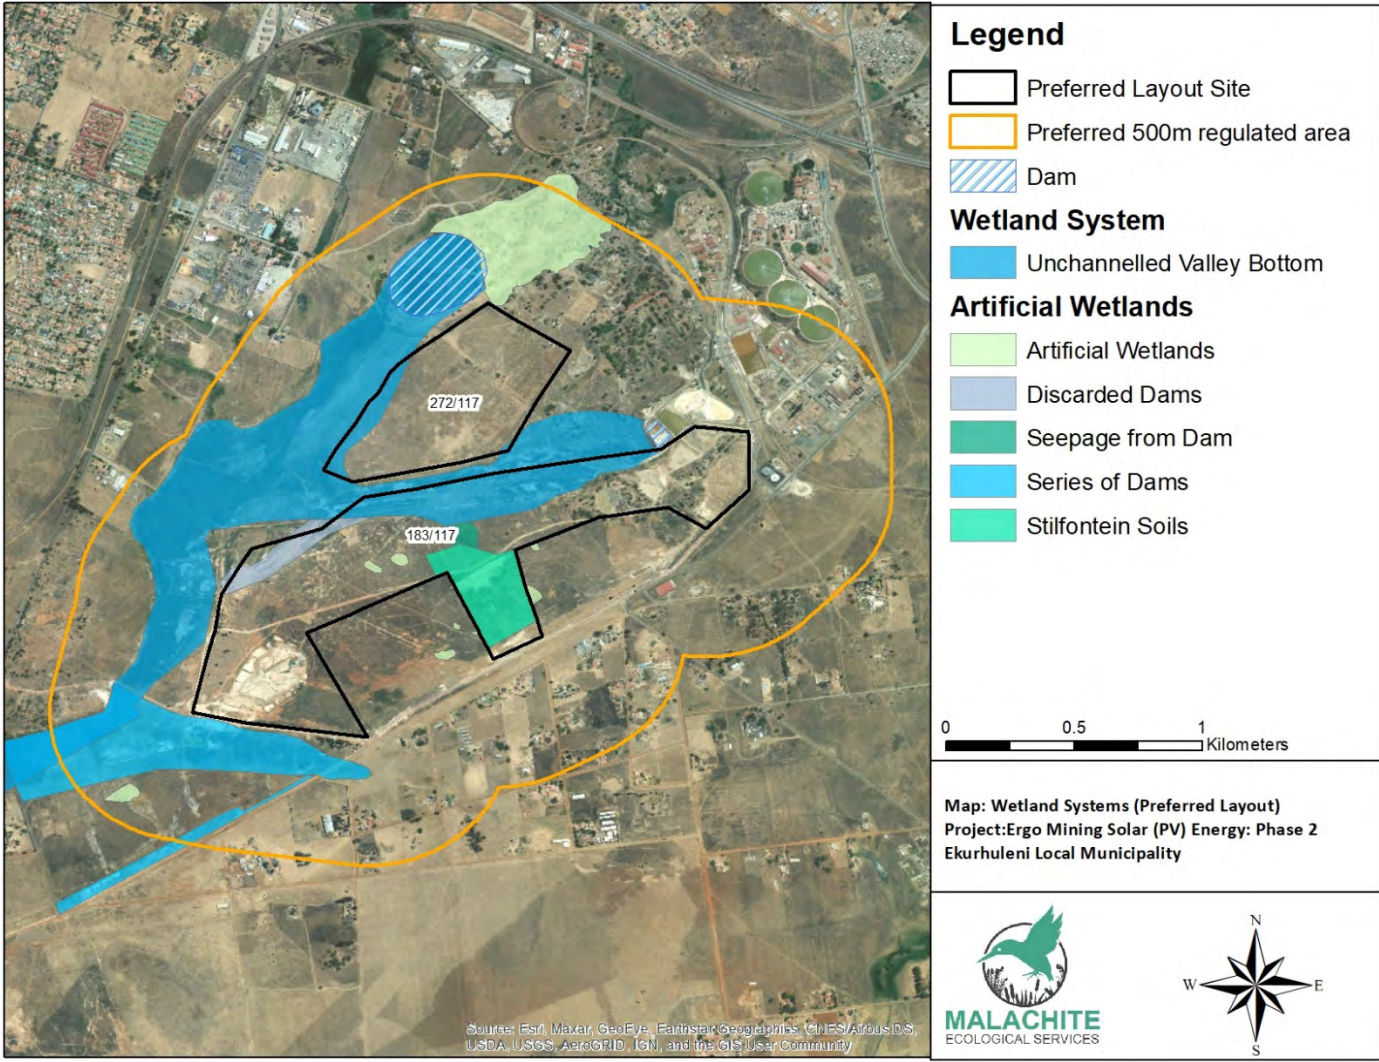 272/117
183/117
Source: Esri, Maxar, GeoEye, Earthstar Geographics, CNES/Airbus DS,
USDA, USGS, AeroGRID, IGN, and the GIS User Community
Legend
Preferred Layout Site
Preferred 500m regulated area
Dam
Wetland System
Unchannelled Valley Bottom
Artificial Wetlands
Artificial Wetlands
Discarded Dams
Seepage from Dam
Series of Dams
Stilfontein Soils
0 0.5 1
Kilometers
Map: Wetland Systems (Preferred Layout)
Project:Ergo Mining Solar (PV) Energy: Phase 2
Ekurhuleni Local Municipality
MALACHITE
ECOLOGICAL SERVICES
N
W E
S